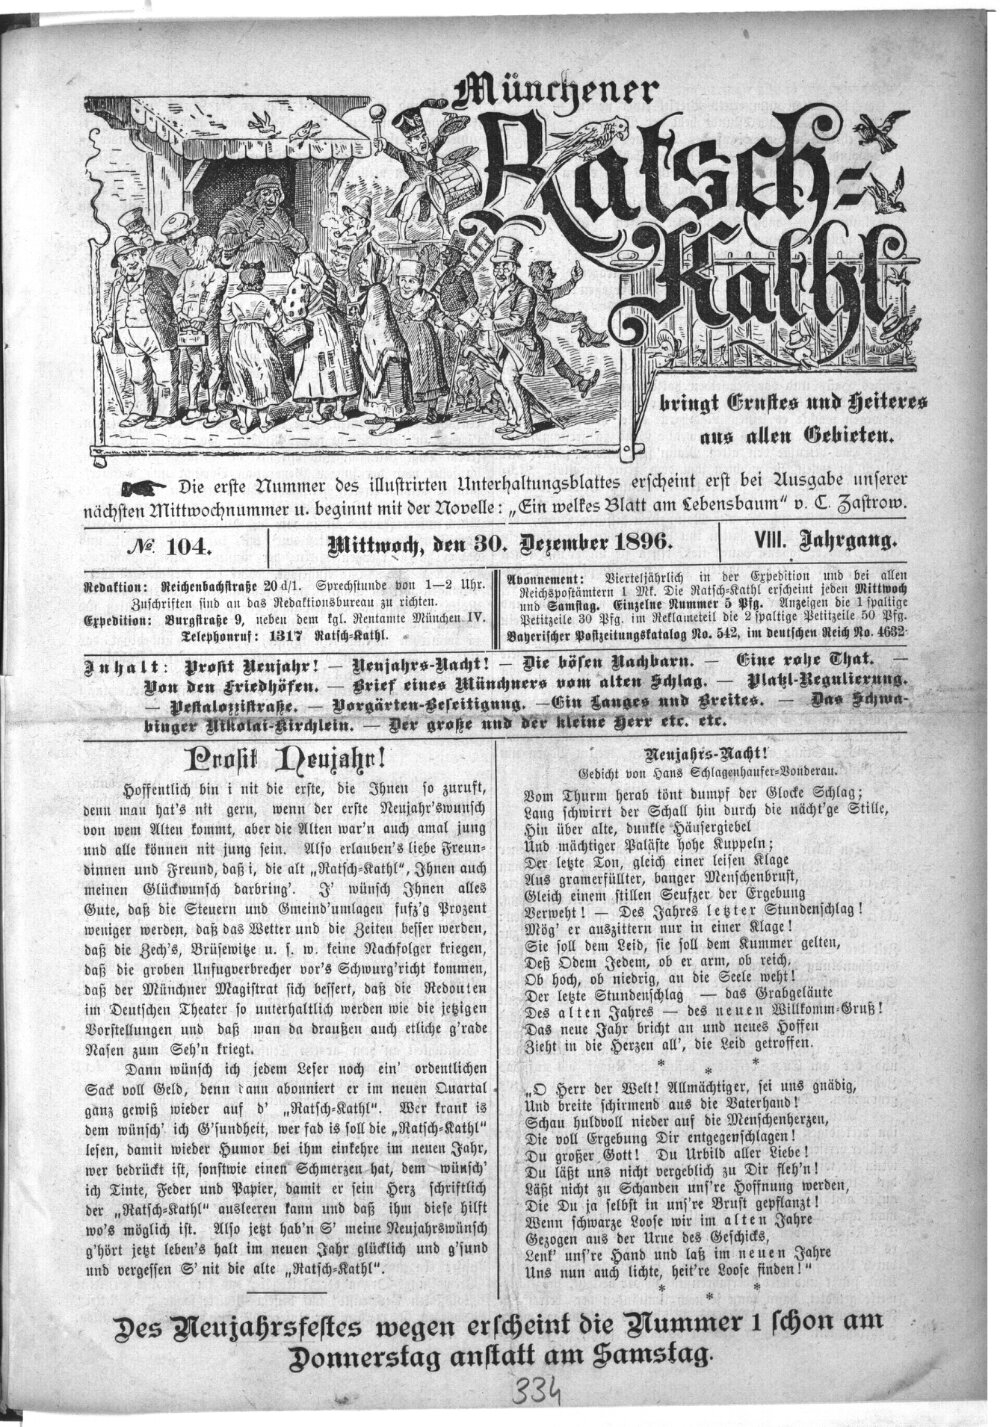 Münchener
Ratsch-
Kathl
bringt Ernstes und Heiteres
aus allen Gebieten.
Die erste Nummer des illustrirten Unterhaltungsblattes erscheint erst bei Ausgabe unserer
nächsten Mittwochnummer u. beginnt mit der Novelle: „Ein welkes Blatt am Lebensbaum" v. C. Zastrow.
№ 104.
Mittwoch, den 30. Dezember 1896.
VIII. Jahrgang.
Redaktion: Reichenbachstraße 20 d/1. Sprechstunde von 1—2 Uhr.
Zuschriften sind an das Redaktionsbureau zu richten.
Expedition: Burgstraße 9, neben dem kgl. Rentamte München IV.
Telephonruf: 1317 Ratsch-Kathl.
Abonnement: Vierteljährlich in der Expedition und bei allen
Reichspostämtern 1 Mk. Die Ratsch-Kathl erscheint jeden Mittwoch
und Samstag. Einzelne Nummer 5 Pfg. Anzeigen die 1 spaltige
Petitzeile 30 Pfg. im Reklameteil die 2 spaltige Petitzeile 50 Pfg.
Bayerischer Postzeitungskatalog No. 542, im deutschen Reich No. 4632
Inhalt: Prosit Neujahr! — Neujahrs-Nacht! — Die bösen Nachbarn. — Eine rohe That. —
Von den Friedhöfen. — Brief eines Münchners vom alten Schlag. — Platzl-Regulierung.
— Pestalozzistraße. — Vorgärten-Beseitigung. — Ein Langes und Breites. — Das Schwa-
binger Nikolai-Kirchlein. — Der große und der kleine Herr etc. etc.
Prosit Neujahr!
Hoffentlich bin i nit die erste, die Ihnen so zuruft,
denn man hat's nit gern, wenn der erste Neujahr'swunsch
von wem Alten kommt, aber die Alten war'n auch amal jung
und alle können nit jung sein. Also erlauben's liebe Freun-
dinnen und Freund, daß i, die alt „Ratsch-Kathl", Ihnen auch
meinen Glückwunsch darbring'. I' wünsch Ihnen alles
Gute, daß die Steuern und Gmeind'umlagen fufz'g Prozent
weniger werden, daß das Wetter und die Zeiten besser werden,
daß die Zech's, Brüsewitze u. s. w. keine Nachfolger kriegen,
daß die groben Unfugverbrecher vor's Schwurg'richt kommen,
daß der Münchner Magistrat sich bessert, daß die Redouten
im Deutschen Theater so unterhaltlich werden wie die jetzigen
Vorstellungen und daß wan da draußen auch etliche g'rade
Nasen zum Seh'n kriegt.
Dann wünsch ich jedem Leser noch ein' ordentlichen
Sack voll Geld, denn dann abonniert er im neuen Quartal
ganz gewiß wieder auf d' „Ratsch-Kathl". Wer krank is
dem wünsch' ich G'sundheit, wer fad is soll die „Ratsch-Kathl"
lesen, damit wieder Humor bei ihm einkehre im neuen Jahr,
wer bedrückt ist, sonstwie einen Schmerzen hat, dem wünsch'
ich Tinte, Feder und Papier, damit er sein Herz schriftlich
der „Ratsch-Kathl" ausleeren kann und daß ihm diese hilft
wo's möglich ist. Also jetzt hab'n S' meine Neujahrswünsch
g'hört jetzt leben's halt im neuen Jahr glücklich und g'sund
und vergessen S' nit die alte „Ratsch-Kathl".
Neujahrs-Nacht!
Gedicht von Hans Schlagenhaufer-Vonderau.
Vom Thurm herab tönt dumpf der Glocke Schlag;
Lang schwirrt der Schall hin durch die nächt'ge Stille,
Hin über alte, dunkle Häusergiebel
Und mächtiger Paläste hohe Kuppeln;
Der letzte Ton, gleich einer leisen Klage
Aus gramerfüllter, banger Menschenbrust,
Gleich einem stillen Seufzer der Ergebung
Verweht! — Des Jahres letzter Stundenschlag!
Mög' er auszittern nur in einer Klage!
Sie soll dem Leid, sie soll dem Kummer gelten,
Deß Odem Jedem, ob er arm, ob reich,
Ob hoch, ob niedrig, an die Seele weht!
Der letzte Stundenschlag — das Grabgeläute
Des alten Jahres — des neuen Willkomm-Gruß!
Das neue Jahr bricht an und neues Hoffen
Zieht in die Herzen all', die Leid getroffen.
* * *
„O Herr der Welt! Allmächtiger, sei uns gnädig,
Und breite schirmend aus die Vaterhand!
Schau huldvoll nieder auf die Menschenherzen,
Die voll Ergebung Dir entgegenschlagen!
Du großer Gott! Du Urbild aller Liebe!
Du läßt uns nicht vergeblich zu Dir fleh'n!
Läßt nicht zu Schanden uns're Hoffnung werden,
Die Du ja selbst in uns're Brust gepflanzt!
Wenn schwarze Loose wir im alten Jahre
Gezogen aus der Urne des Geschicks,
Lenk' uns're Hand und laß im neuen Jahre
Uns nun auch lichte, heit're Loose finden!"
* * *
Des Neujahrsfestes wegen erscheint die Nummer 1 schon am
Donnerstag anstatt am Samstag.
334